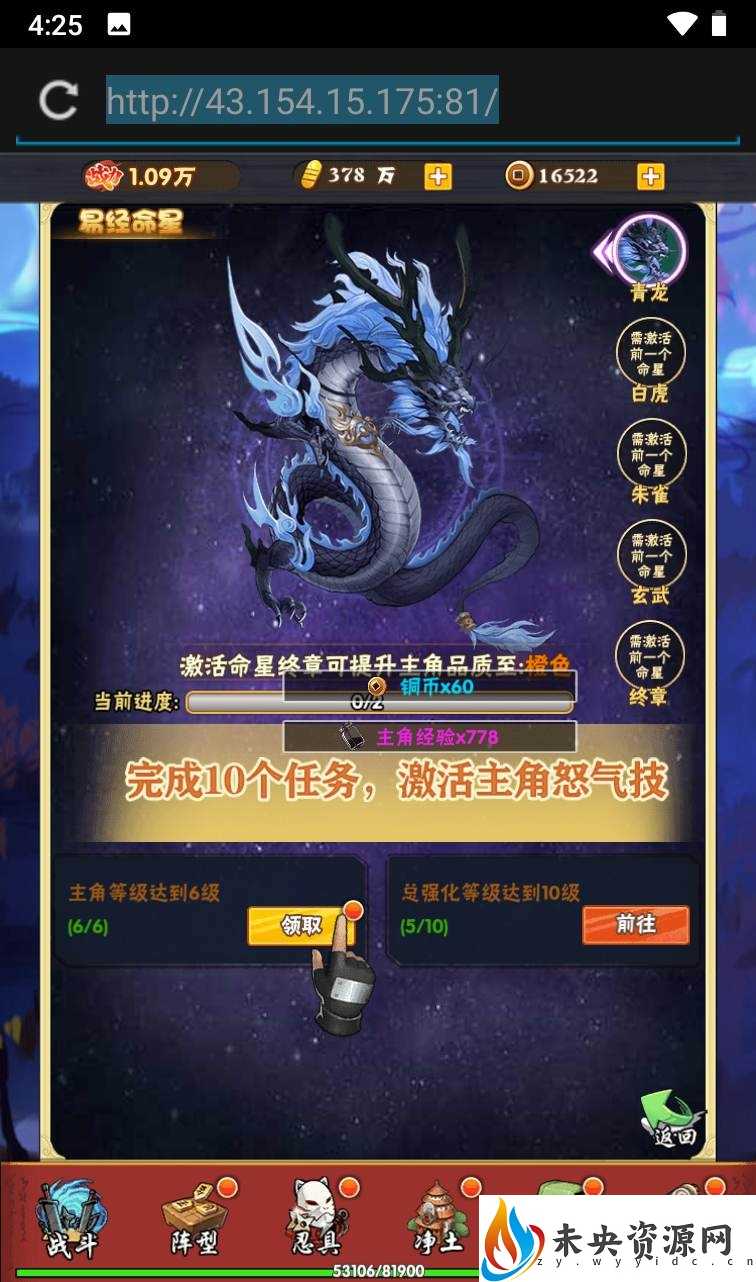 4:25
http://43.154.15.175:81/
战力 1.09万
378 万
16522
易经命星
青龙
需激活
前一个
命星
白虎
需激活
前一个
命星
朱雀
需激活
前一个
命星
玄武
需激活
前一个
命星
终章
激活命星终章可提升主角品质至:橙色
铜币x60
当前进度:
0/2
主角经验x778
完成10个任务，激活主角怒气技
主角等级达到6级
(6/6)
领取
总强化等级达到10级
(5/10)
前往
返回
战斗
阵型
忍具
净土
53106/81900
未央资源网
zy.wyyidc.cn